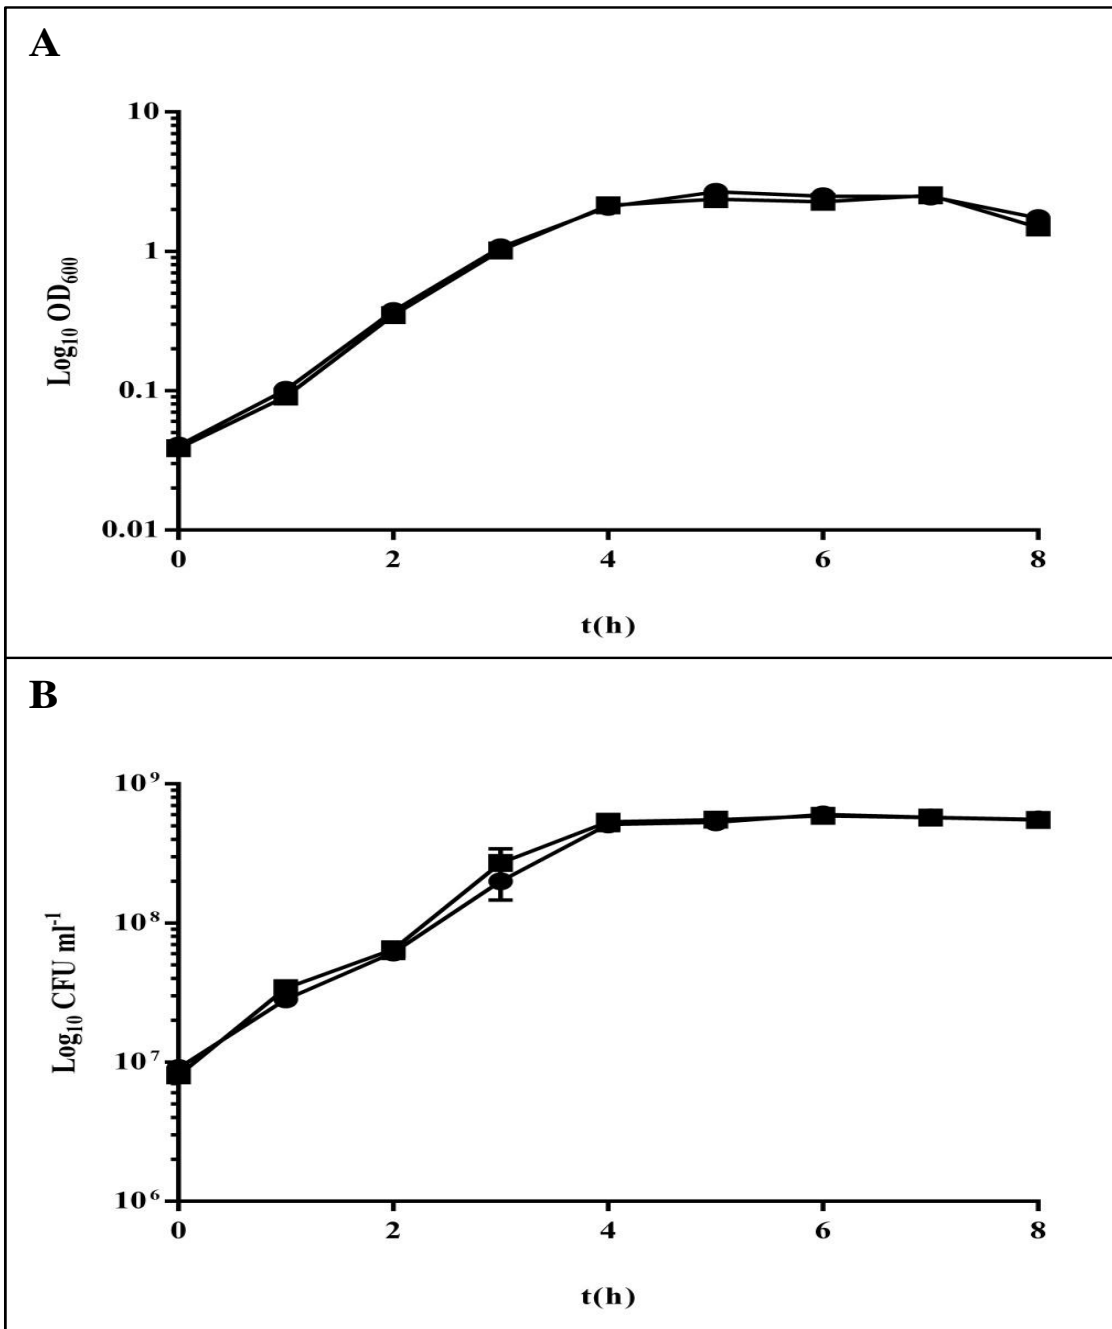 A
10
1
0.1
0.01
Log₁₀ OD₆₀₀
0 2 4 6 8
t(h)
B
10⁹
10⁸
10⁷
10⁶
Log₁₀ CFU ml⁻¹
0 2 4 6 8
t(h)